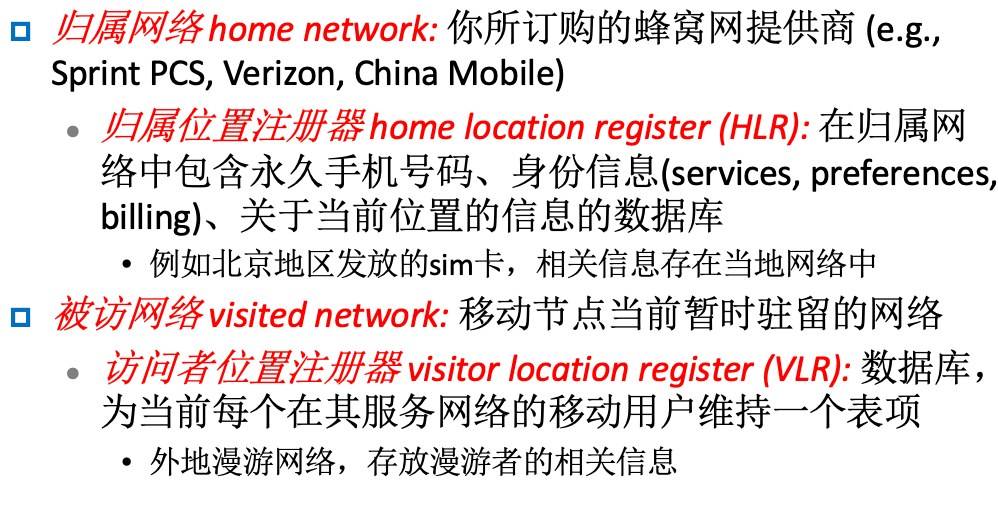 归属网络 home network: 你所订购的蜂窝网提供商 (e.g.,
Sprint PCS, Verizon, China Mobile)
归属位置注册器 home location register (HLR): 在归属网
络中包含永久手机号码、身份信息(services, preferences,
billing)、关于当前位置的信息的数据库
• 例如北京地区发放的sim卡，相关信息存在当地网络中
被访网络 visited network: 移动节点当前暂时驻留的网络
访问者位置注册器 visitor location register (VLR): 数据库，
为当前每个在其服务网络的移动用户维持一个表项
• 外地漫游网络，存放漫游者的相关信息